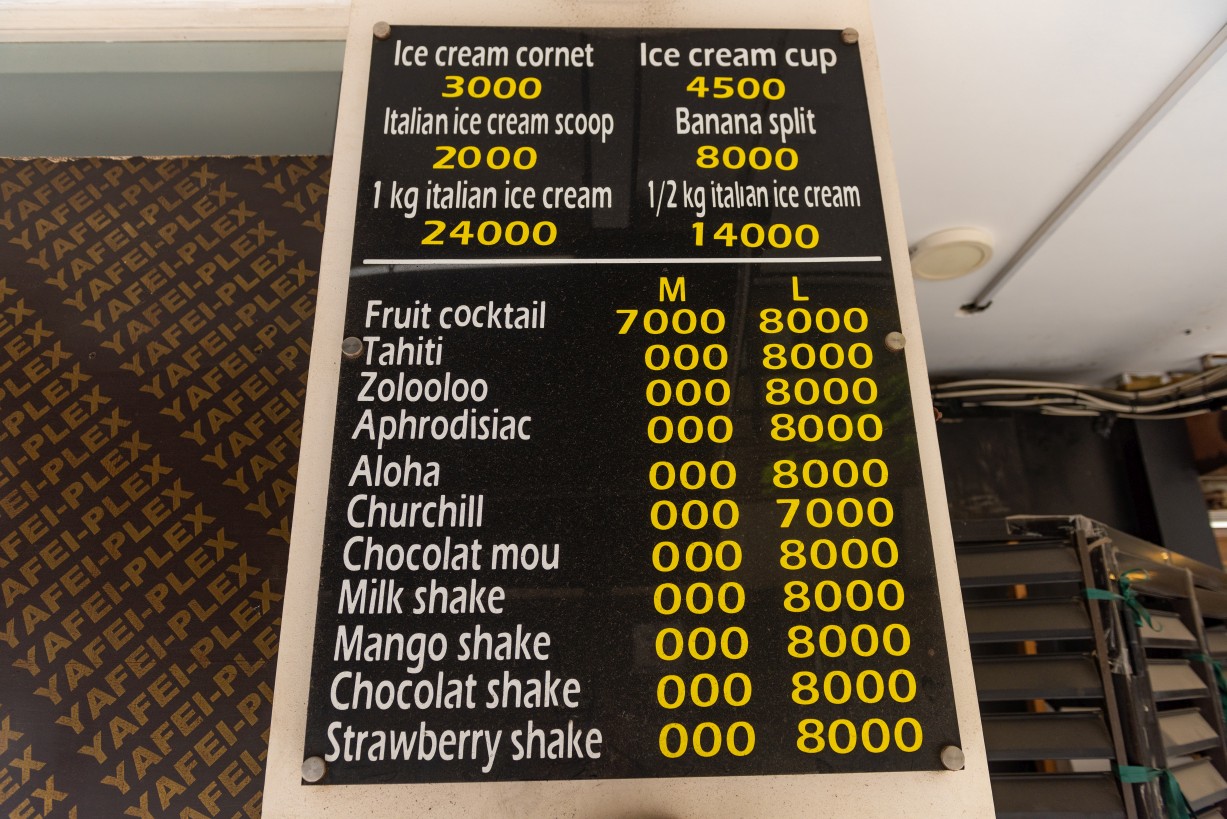 Ice cream cornet Ice cream cup
3000 4500
Italian ice cream scoop Banana split
2000 8000
1 kg italian ice cream 1/2 kg italian ice cream
24000 14000
M L
Fruit cocktail 7000 8000
Tahiti 000 8000
Zolooloo 000 8000
Aphrodisiac 000 8000
Aloha 000 8000
Churchill 000 7000
Chocolat mou 000 8000
Milk shake 000 8000
Mango shake 000 8000
Chocolat shake 000 8000
Strawberry shake 000 8000
YAFEI-PLEX